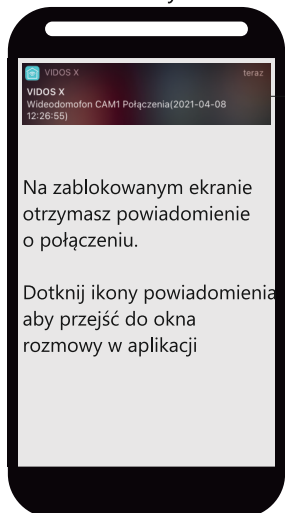 VIDOS X teraz
VIDOS X
Wideodomofon CAM1 Połączenia(2021-04-08
12:26:55)
Na zablokowanym ekranie
otrzymasz powiadomienie
o połączeniu.
Dotknij ikony powiadomienia
aby przejść do okna
rozmowy w aplikacji